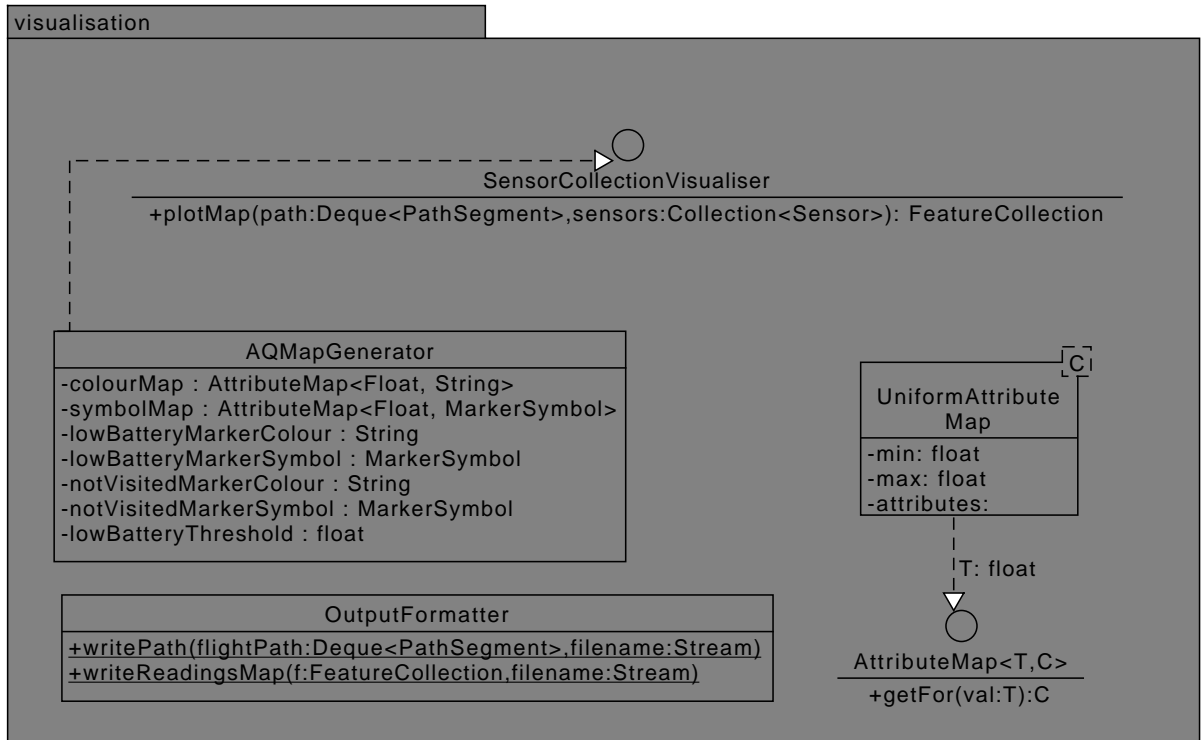 visualisation
SensorCollectionVisualiser
+plotMap(path:Deque<PathSegment>,sensors:Collection<Sensor>): FeatureCollection
AQMapGenerator
-colourMap : AttributeMap<Float, String>
-symbolMap : AttributeMap<Float, MarkerSymbol>
-lowBatteryMarkerColour : String
-lowBatteryMarkerSymbol : MarkerSymbol
-notVisitedMarkerColour : String
-notVisitedMarkerSymbol : MarkerSymbol
-lowBatteryThreshold : float
C
UniformAttribute
Map
-min: float
-max: float
-attributes:
T: float
OutputFormatter
+writePath(flightPath:Deque<PathSegment>,filename:Stream)
+writeReadingsMap(f:FeatureCollection,filename:Stream)
AttributeMap<T,C>
+getFor(val:T):C